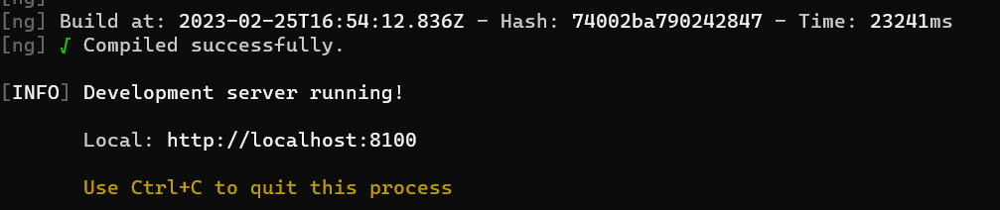 [ng]
[ng] Build at: 2023-02-25T16:54:12.836Z - Hash: 74002ba790242847 - Time: 23241ms
[ng] √ Compiled successfully.
[INFO] Development server running!
Local: http://localhost:8100
Use Ctrl+C to quit this process